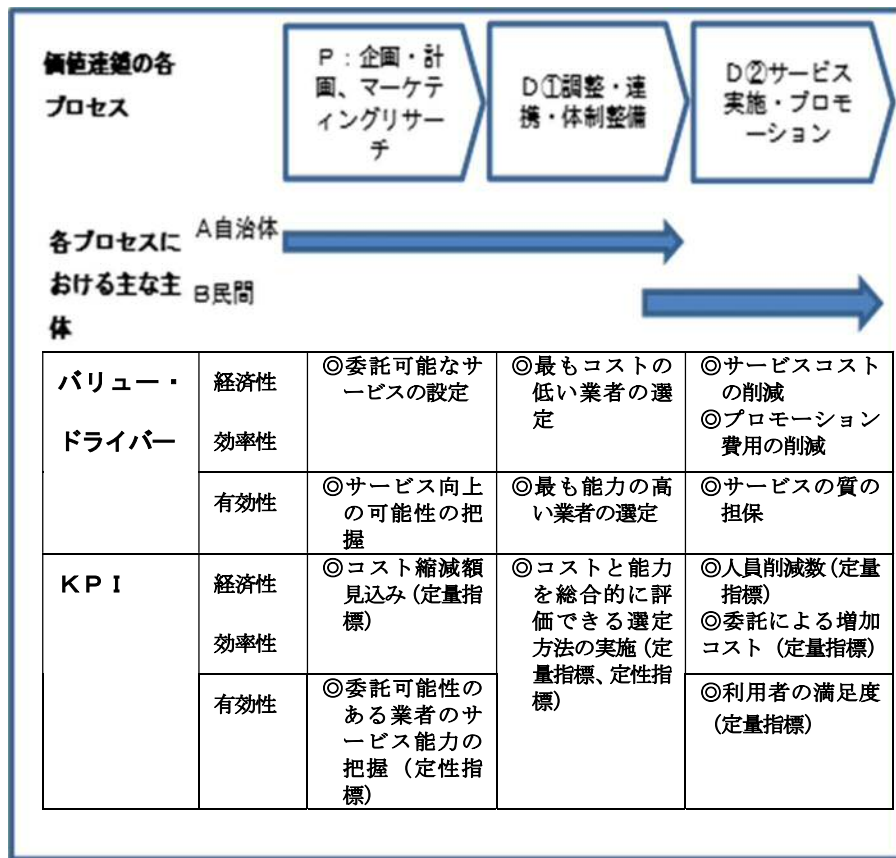 価値連鎖の各
プロセス
P：企画・計
画、マーケテ
ィングリサー
チ
D①調整・連
携・体制整備
D②サービス
実施・プロモ
ーション
各プロセスに
おける主な主
体
A自治体
B民間
バリュー・
ドライバー
経済性
効率性
◎委託可能なサ
ービスの設定
◎最もコストの
低い業者の選
定
◎サービスコスト
の削減
◎プロモーション
費用の削減
有効性
◎サービス向上
の可能性の把
握
◎最も能力の高
い業者の選定
◎サービスの質の
担保
ＫＰＩ
経済性
効率性
◎コスト縮減額
見込み（定量指
標）
◎コストと能力
を総合的に評
価できる選定
方法の実施（定
量指標、定性指
標）
◎人員削減数（定量
指標）
◎委託による増加
コスト（定量指標）
有効性
◎委託可能性の
ある業者のサ
ービス能力の
把握（定性指
標）
◎利用者の満足度
（定量指標）